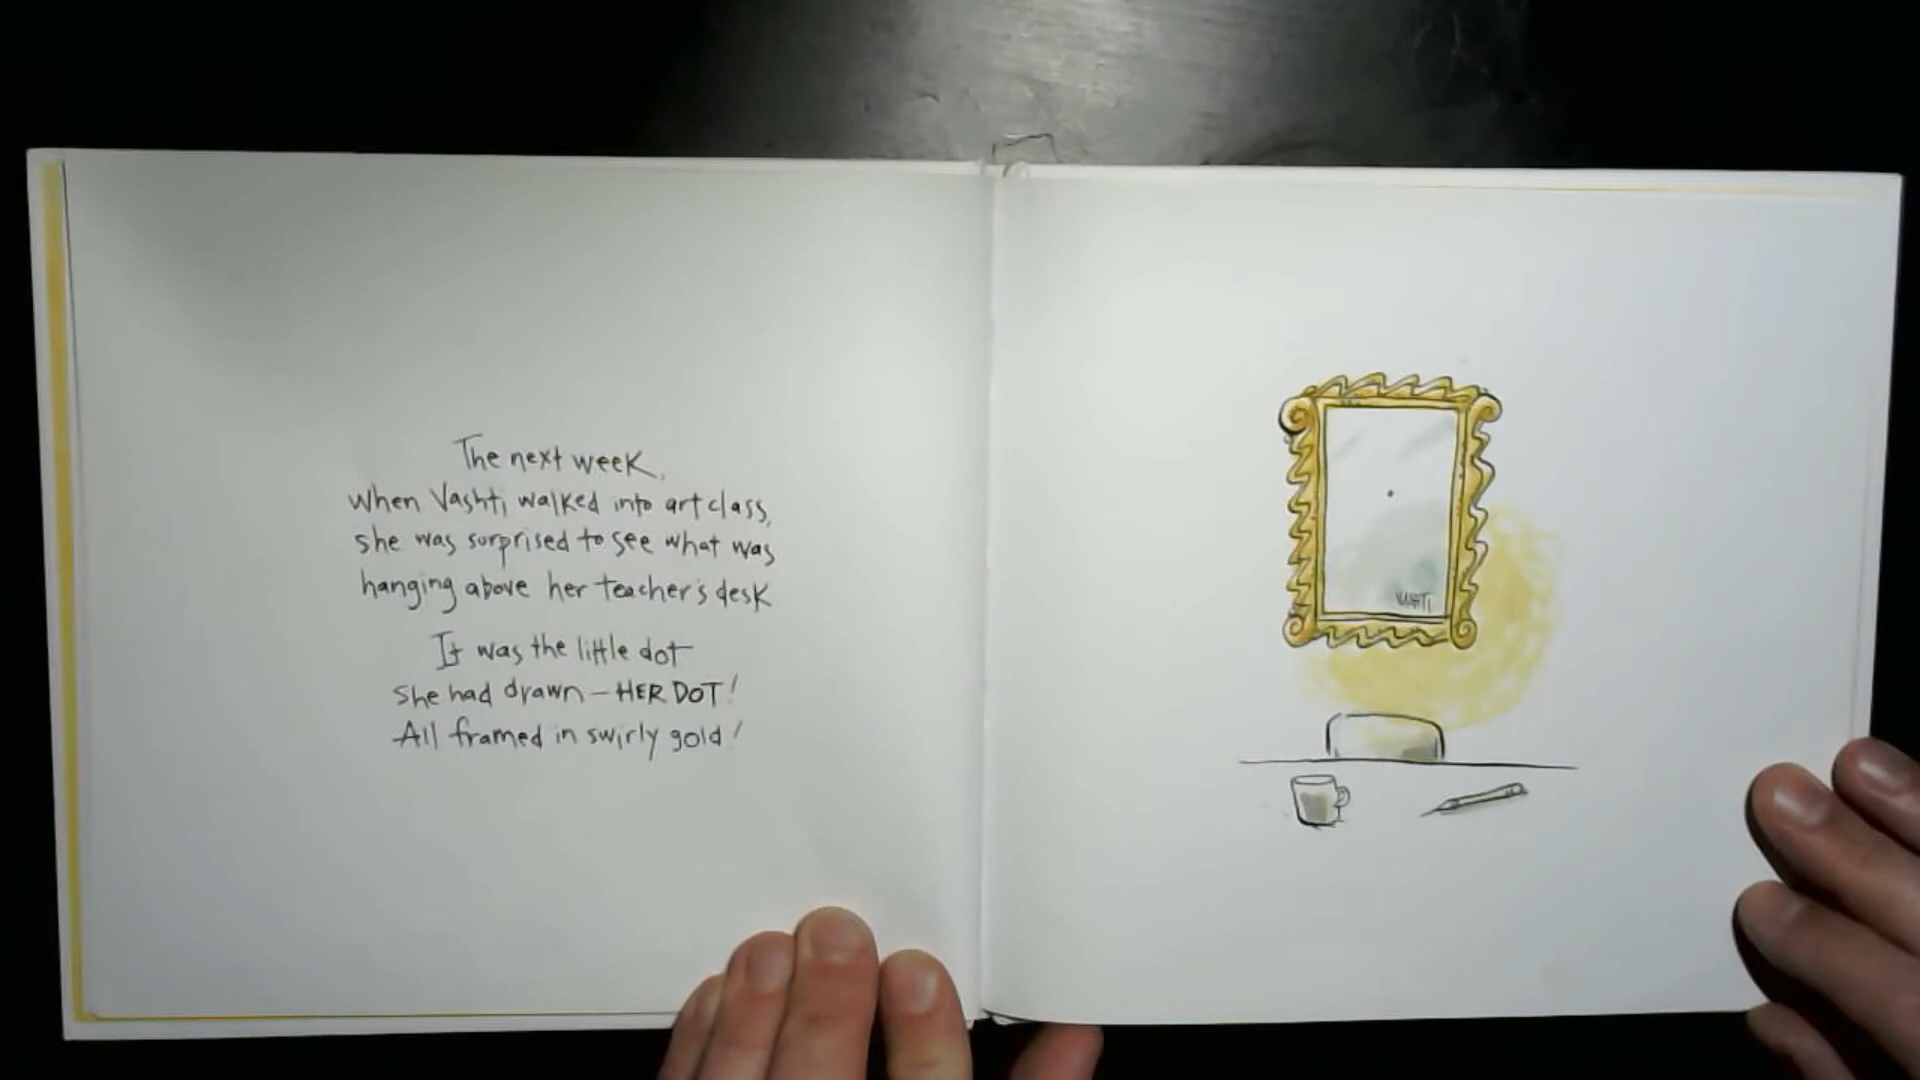 The next week,
when Vashti walked into art class,
she was surprised to see what was
hanging above her teacher's desk
It was the little dot
she had drawn – HER DOT!
All framed in swirly gold!
VASHTI